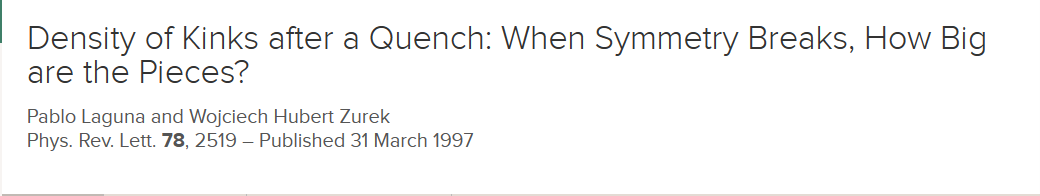 Density of Kinks after a Quench: When Symmetry Breaks, How Big
are the Pieces?
Pablo Laguna and Wojciech Hubert Zurek
Phys. Rev. Lett. 78, 2519 – Published 31 March 1997